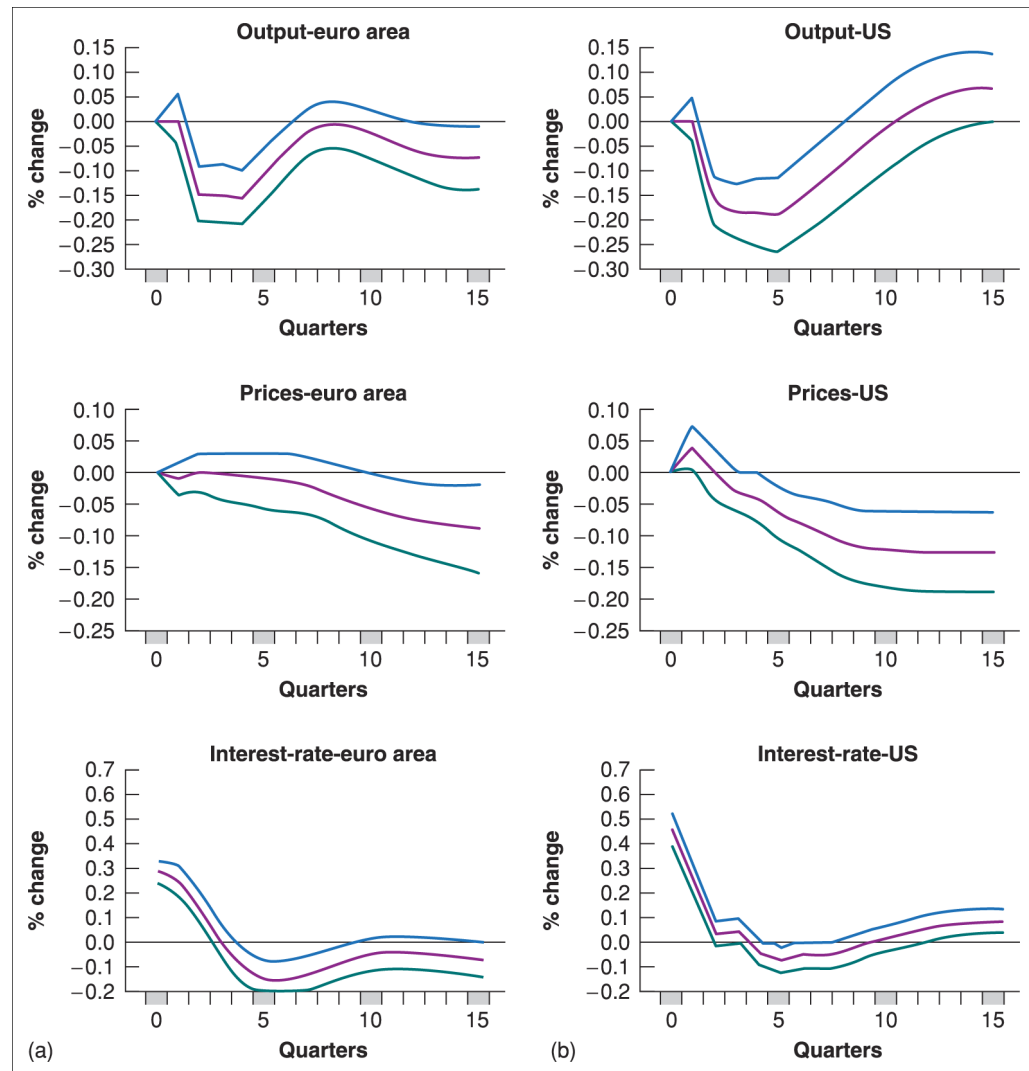 Output-euro area
0.15
0.10
0.05
0.00
−0.05
−0.10
−0.15
−0.20
−0.25
−0.30
% change
0 5 10 15
Quarters
Output-US
0.15
0.10
0.05
0.00
−0.05
−0.10
−0.15
−0.20
−0.25
−0.30
% change
0 5 10 15
Quarters
Prices-euro area
0.10
0.05
0.00
−0.05
−0.10
−0.15
−0.20
−0.25
% change
0 5 10 15
Quarters
Prices-US
0.10
0.05
0.00
−0.05
−0.10
−0.15
−0.20
−0.25
% change
0 5 10 15
Quarters
Interest-rate-euro area
0.7
0.6
0.5
0.4
0.3
0.2
0.1
0.0
−0.1
−0.2
% change
0 5 10 15
Quarters
(a)
Interest-rate-US
0.7
0.6
0.5
0.4
0.3
0.2
0.1
0.0
−0.1
−0.2
% change
0 5 10 15
Quarters
(b)